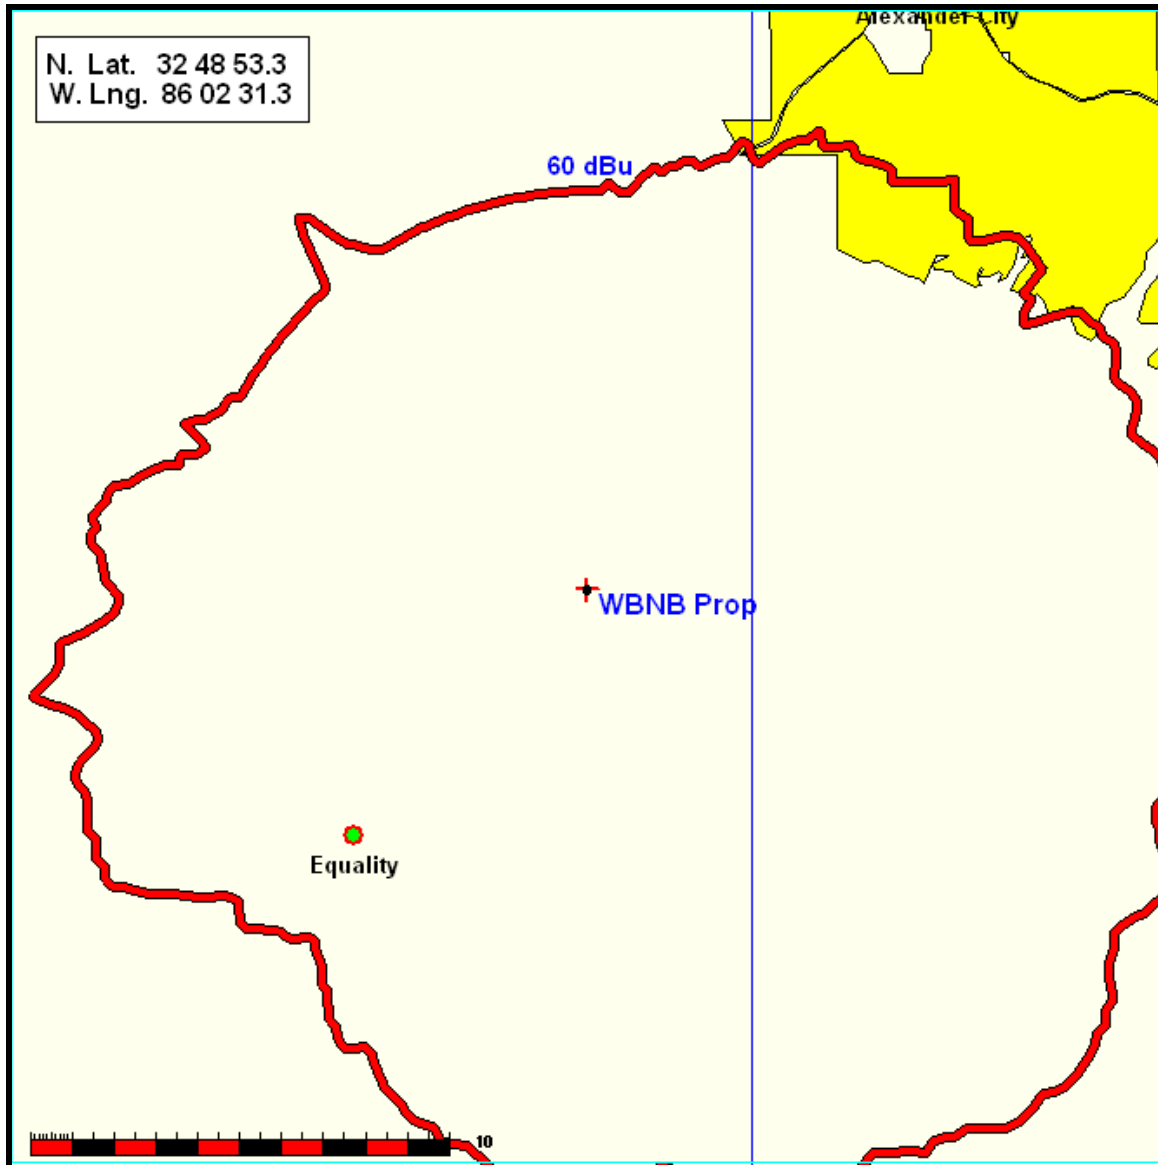 Alexander City
N. Lat. 32 48 53.3
W. Lng. 86 02 31.3
60 dBu
WBNB Prop
Equality
10